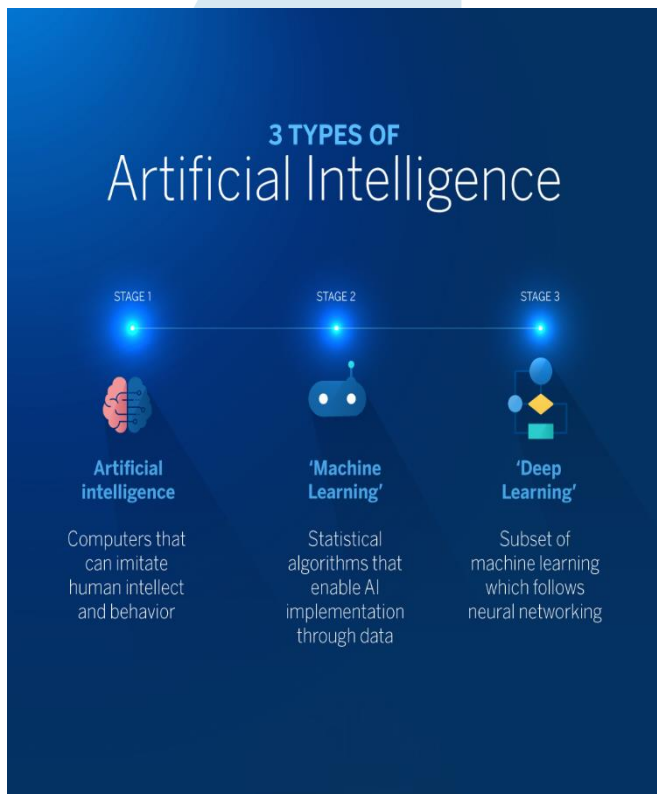 3 TYPES OF
Artificial Intelligence
STAGE 1
STAGE 2
STAGE 3
Artificial
intelligence
Computers that
can imitate
human intellect
and behavior
'Machine
Learning'
Statistical
algorithms that
enable AI
implementation
through data
'Deep
Learning'
Subset of
machine learning
which follows
neural networking